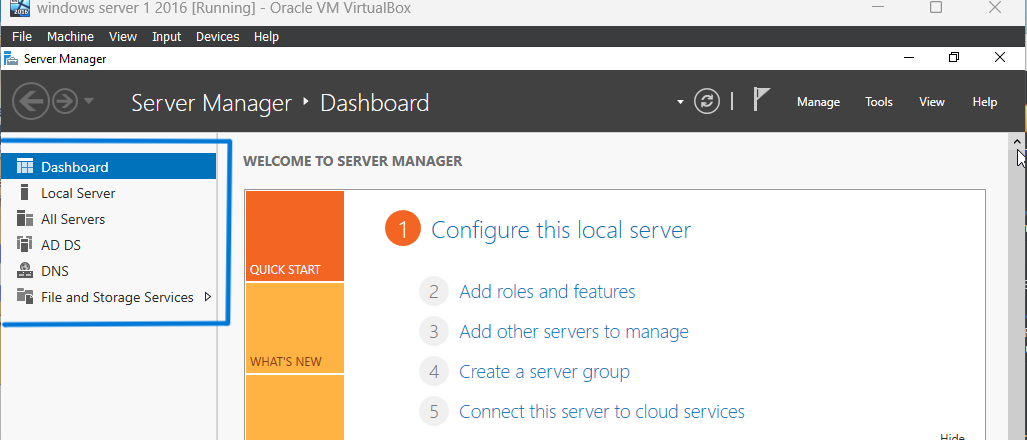 windows server 1 2016 [Running] - Oracle VM VirtualBox
File Machine View Input Devices Help
Server Manager
Server Manager Dashboard
Manage Tools View Help
Dashboard
Local Server
All Servers
AD DS
DNS
File and Storage Services
WELCOME TO SERVER MANAGER
QUICK START
WHAT'S NEW
1 Configure this local server
2 Add roles and features
3 Add other servers to manage
4 Create a server group
5 Connect this server to cloud services
Hide